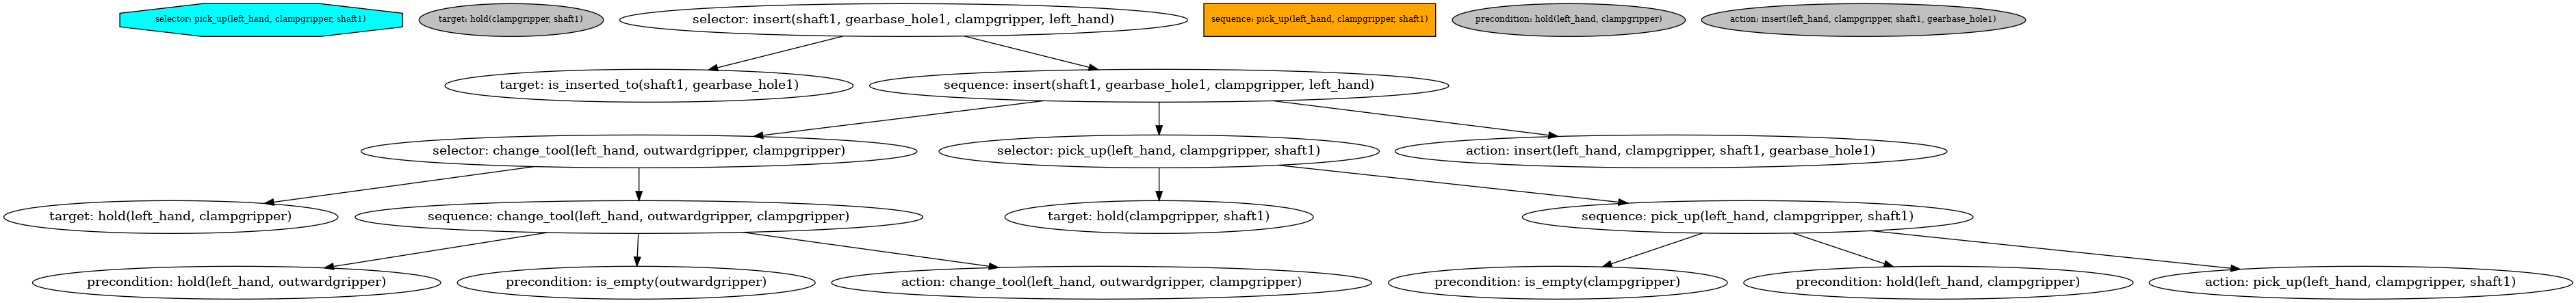 selector: pick_up(left_hand, clampgripper, shaft1)
target: hold(clampgripper, shaft1)
selector: insert(shaft1, gearbase_hole1, clampgripper, left_hand)
sequence: pick_up(left_hand, clampgripper, shaft1)
precondition: hold(left_hand, clampgripper)
action: insert(left_hand, clampgripper, shaft1, gearbase_hole1)
target: is_inserted_to(shaft1, gearbase_hole1)
sequence: insert(shaft1, gearbase_hole1, clampgripper, left_hand)
selector: change_tool(left_hand, outwardgripper, clampgripper)
selector: pick_up(left_hand, clampgripper, shaft1)
action: insert(left_hand, clampgripper, shaft1, gearbase_hole1)
target: hold(left_hand, clampgripper)
sequence: change_tool(left_hand, outwardgripper, clampgripper)
target: hold(clampgripper, shaft1)
sequence: pick_up(left_hand, clampgripper, shaft1)
precondition: hold(left_hand, outwardgripper)
precondition: is_empty(outwardgripper)
action: change_tool(left_hand, outwardgripper, clampgripper)
precondition: is_empty(clampgripper)
precondition: hold(left_hand, clampgripper)
action: pick_up(left_hand, clampgripper, shaft1)